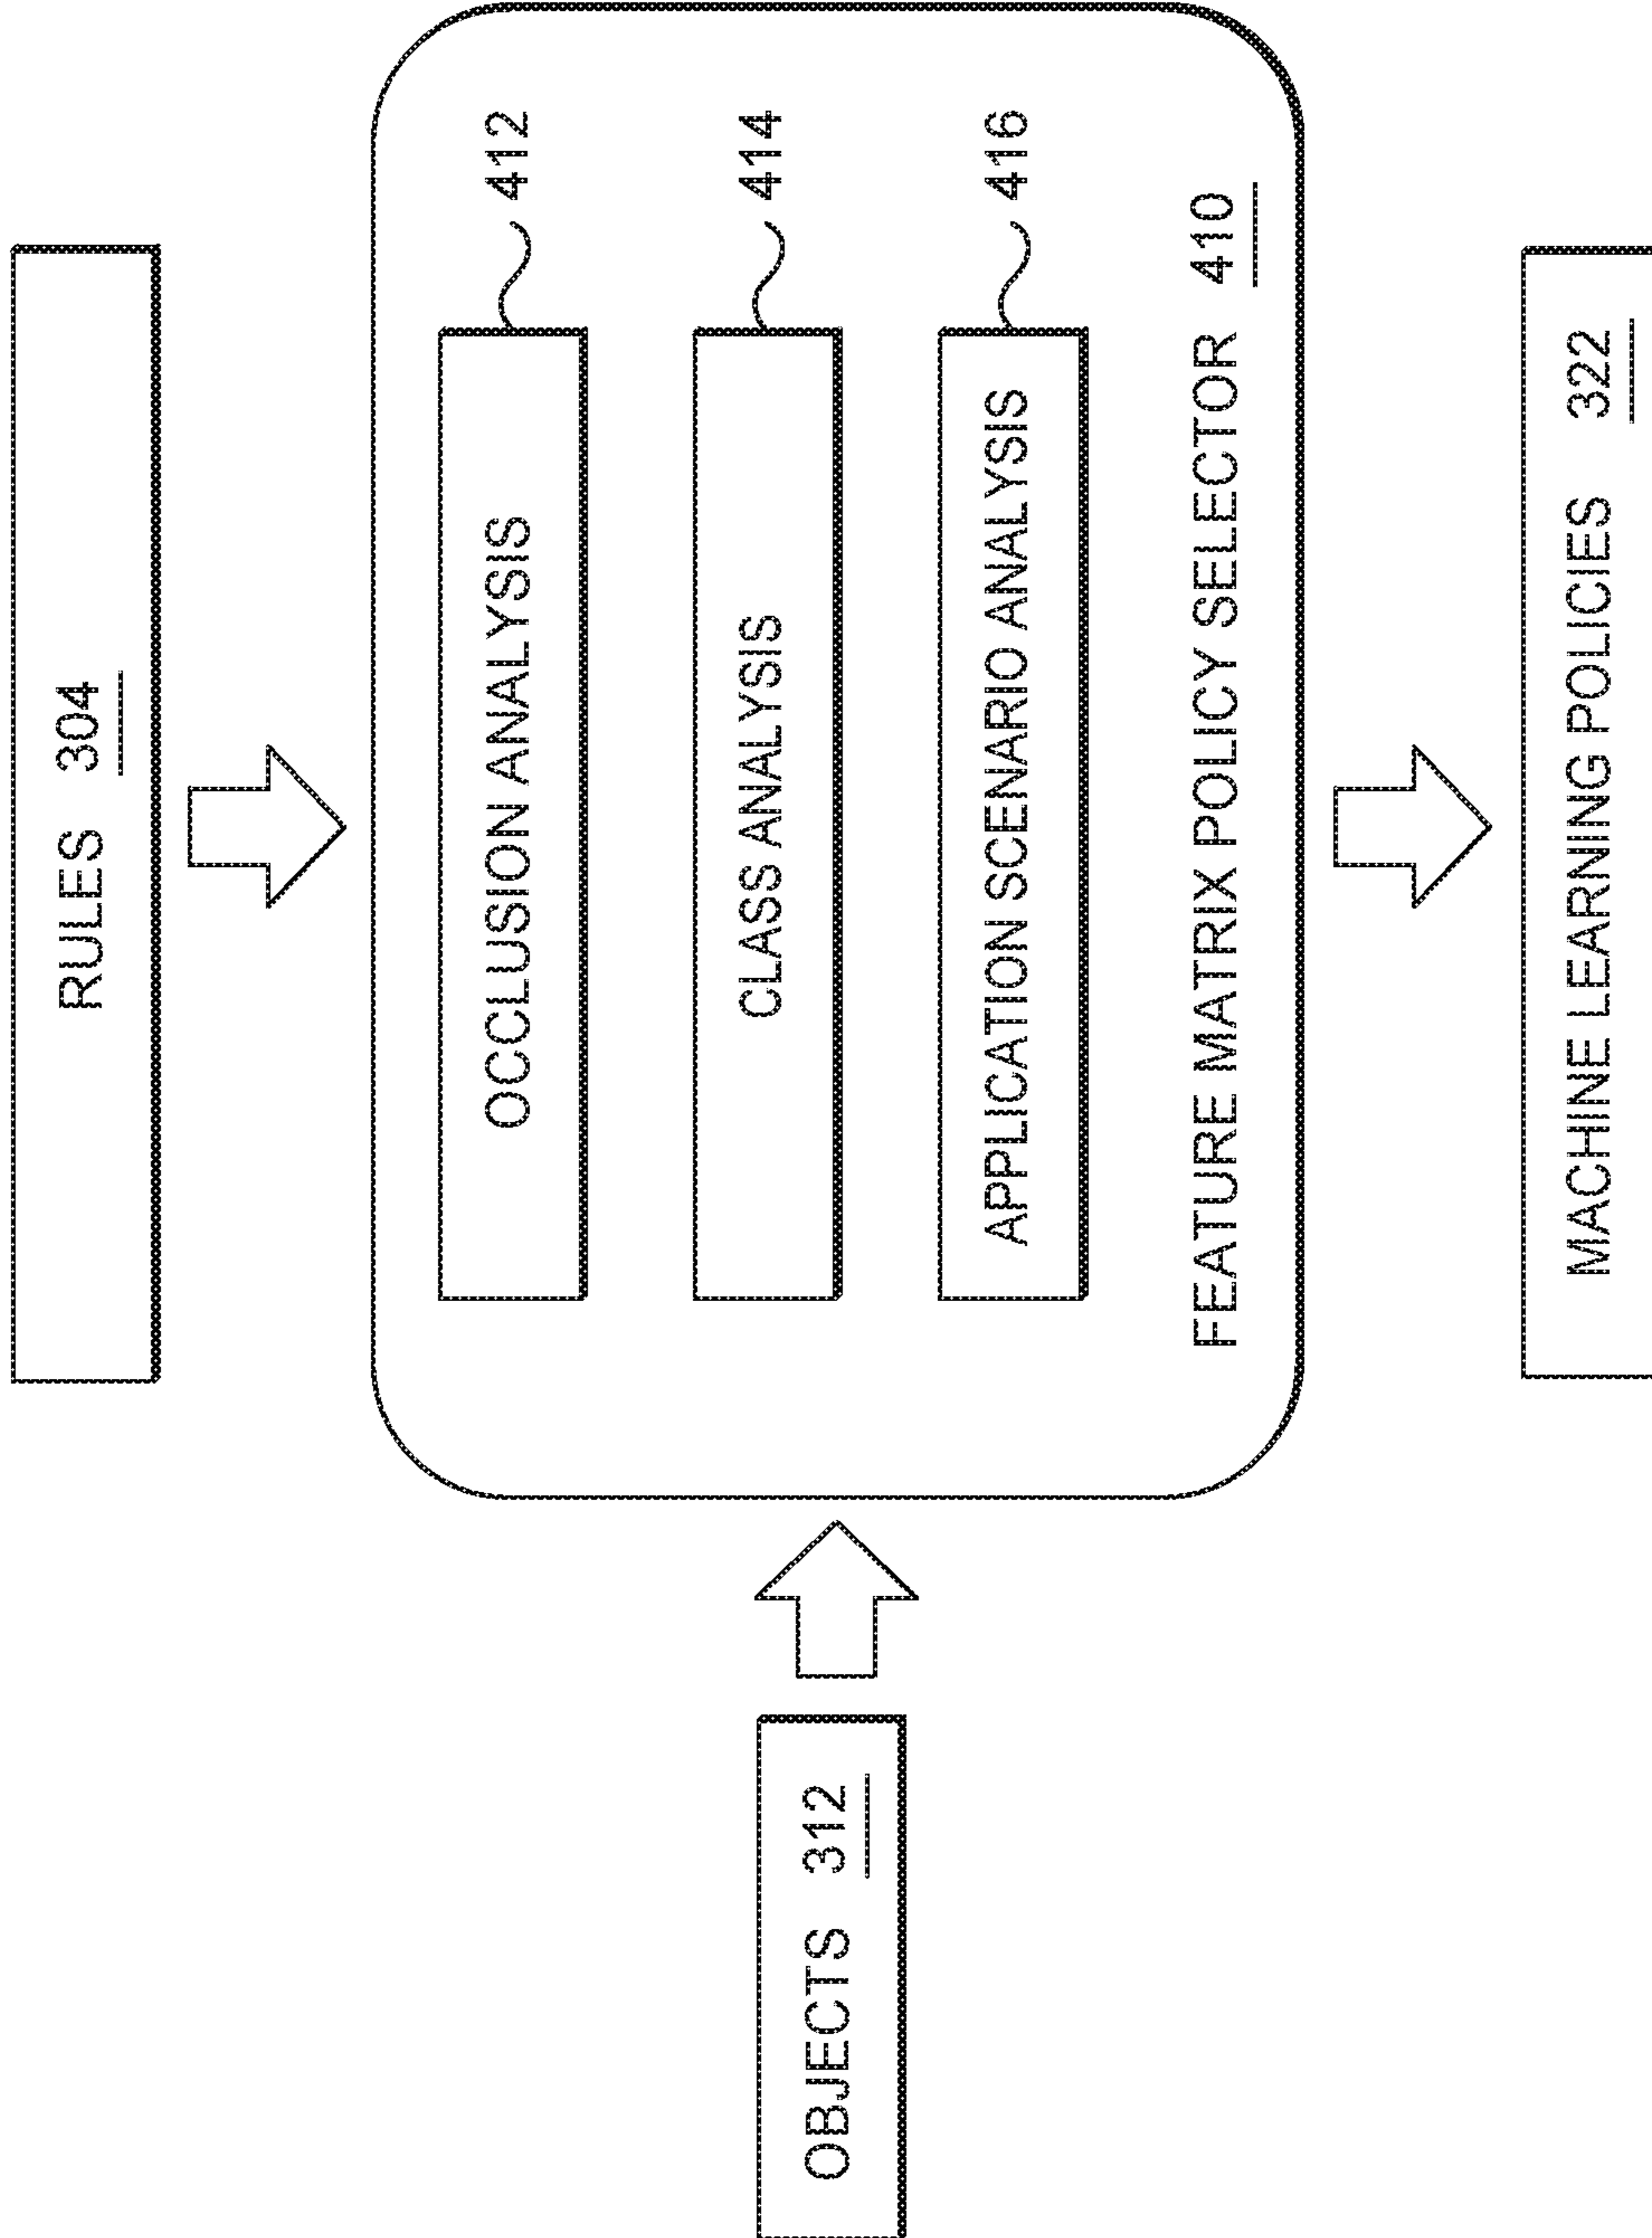 RULES 304
OBJECTS 312
OCCLUSION ANALYSIS 412
CLASS ANALYSIS 414
APPLICATION SCENARIO ANALYSIS 416
FEATURE MATRIX POLICY SELECTOR 410
MACHINE LEARNING POLICIES 322